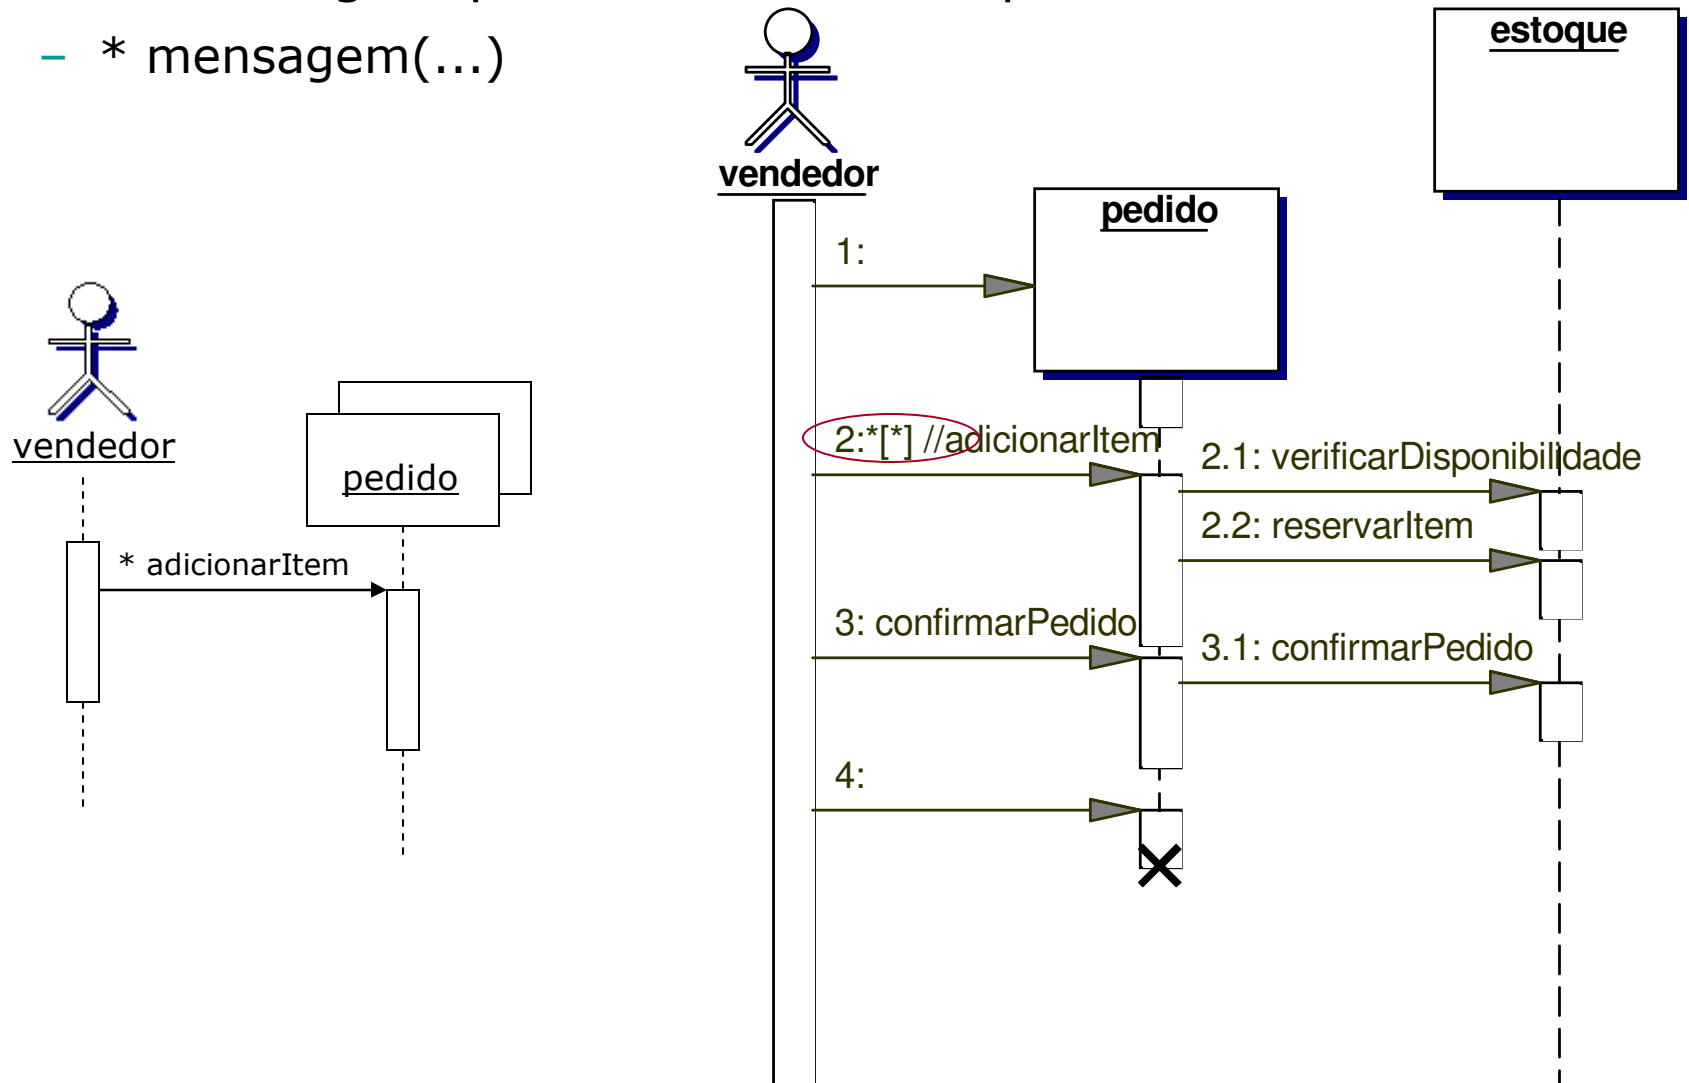 – * mensagem(...)
vendedor
pedido
* adicionarItem
vendedor
pedido
estoque
1:
2:*[*] //adicionarItem
2.1: verificarDisponibilidade
2.2: reservarItem
3: confirmarPedido
3.1: confirmarPedido
4: